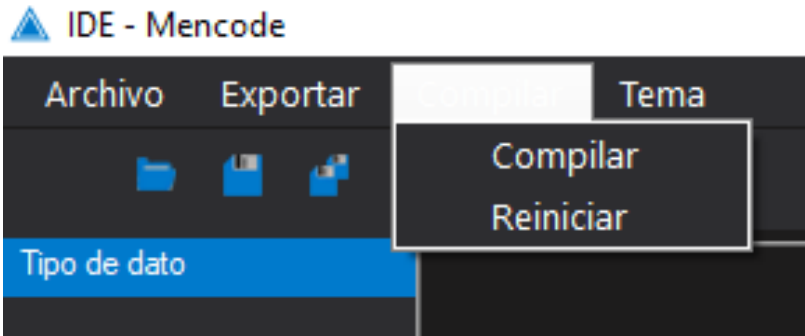 IDE - Mencode
Archivo Exportar Compilar Tema
Compilar
Reiniciar
Tipo de dato